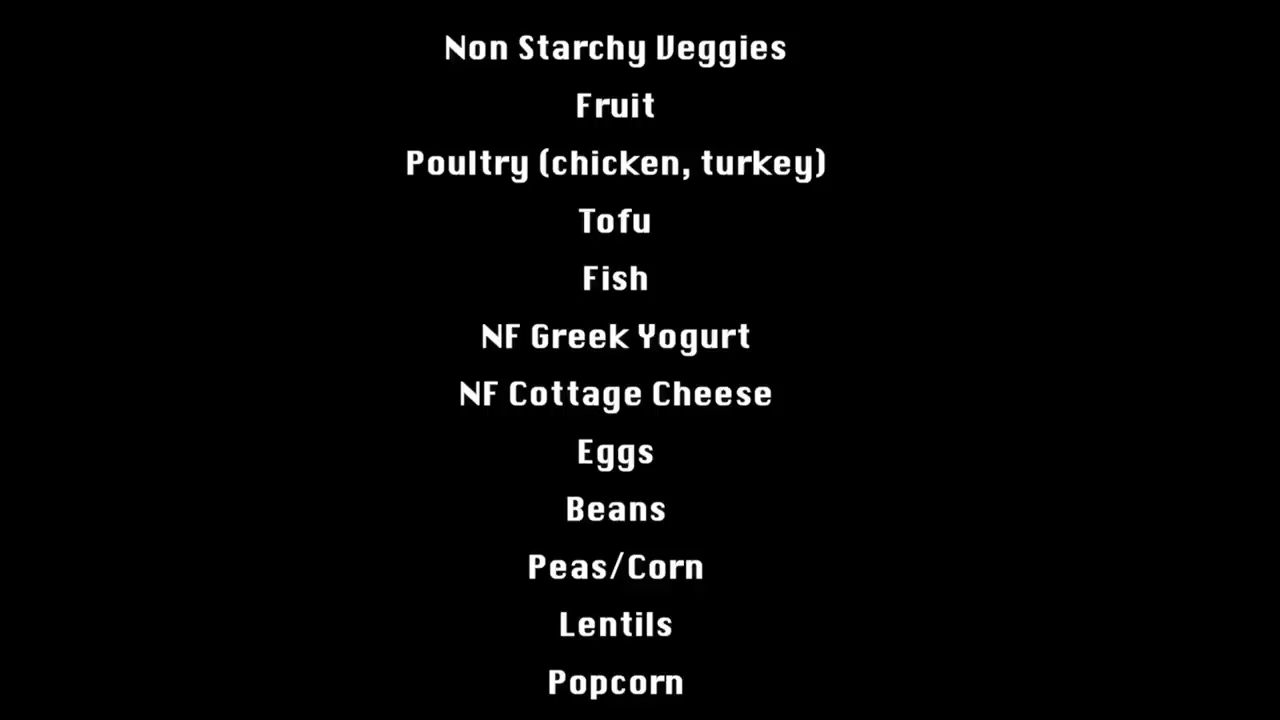 Non Starchy Veggies
Fruit
Poultry (chicken, turkey)
Tofu
Fish
NF Greek Yogurt
NF Cottage Cheese
Eggs
Beans
Peas/Corn
Lentils
Popcorn